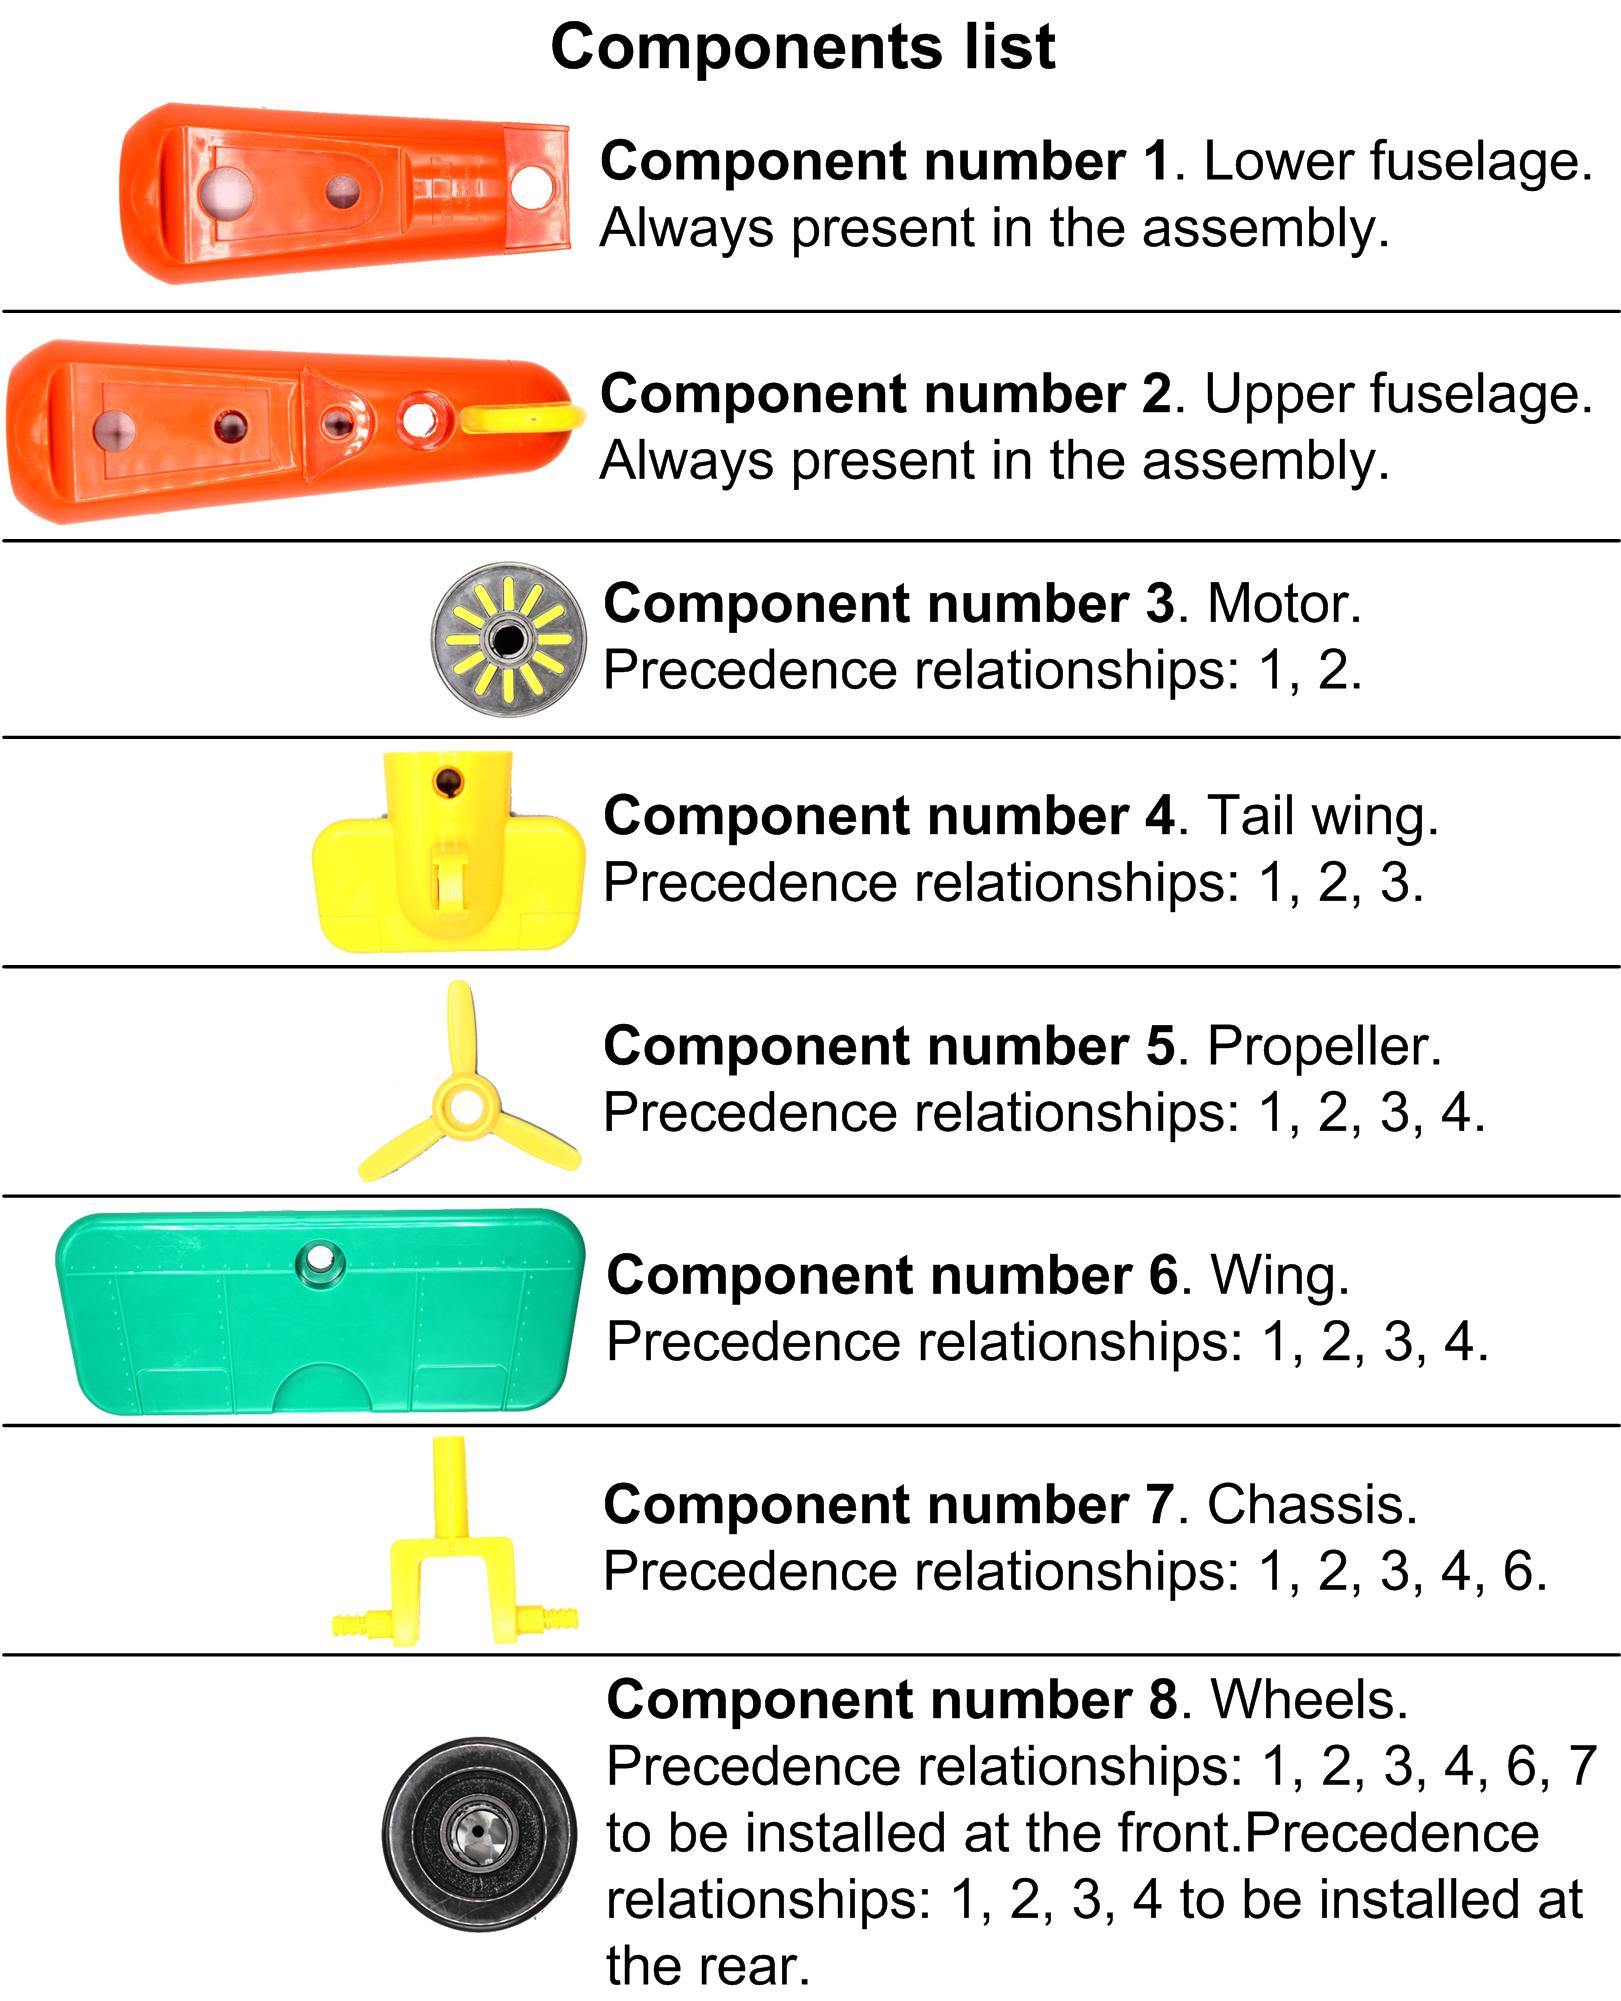 Components list
Component number 1. Lower fuselage.
Always present in the assembly.
Component number 2. Upper fuselage.
Always present in the assembly.
Component number 3. Motor.
Precedence relationships: 1, 2.
Component number 4. Tail wing.
Precedence relationships: 1, 2, 3.
Component number 5. Propeller.
Precedence relationships: 1, 2, 3, 4.
Component number 6. Wing.
Precedence relationships: 1, 2, 3, 4.
Component number 7. Chassis.
Precedence relationships: 1, 2, 3, 4, 6.
Component number 8. Wheels.
Precedence relationships: 1, 2, 3, 4, 6, 7
to be installed at the front.Precedence
relationships: 1, 2, 3, 4 to be installed at
the rear.